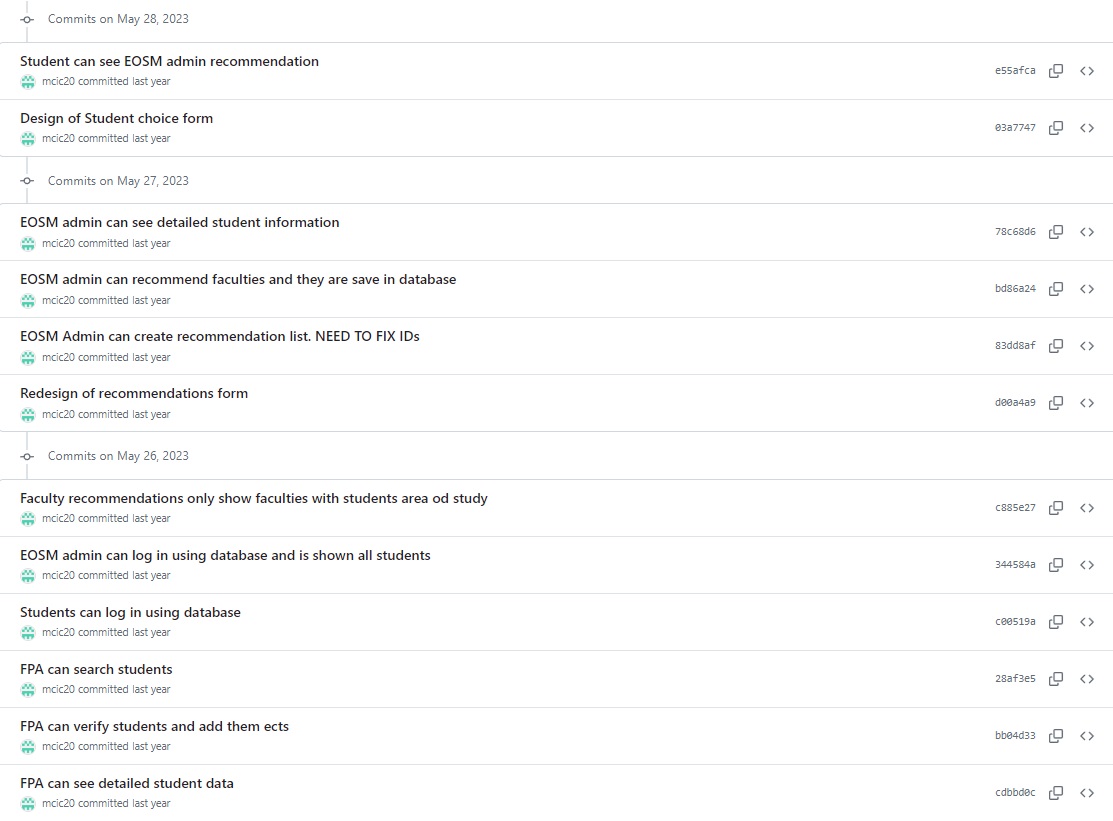 Commits on May 28, 2023
Student can see EOSM admin recommendation
e55afca
mcic20 committed last year
Design of Student choice form
03a7747
mcic20 committed last year
Commits on May 27, 2023
EOSM admin can see detailed student information
78c68d6
mcic20 committed last year
EOSM admin can recommend faculties and they are save in database
bd86a24
mcic20 committed last year
EOSM Admin can create recommendation list. NEED TO FIX IDs
83dd8af
mcic20 committed last year
Redesign of recommendations form
d00a4a9
mcic20 committed last year
Commits on May 26, 2023
Faculty recommendations only show faculties with students area od study
c885e27
mcic20 committed last year
EOSM admin can log in using database and is shown all students
344584a
mcic20 committed last year
Students can log in using database
c00519a
mcic20 committed last year
FPA can search students
28af3e5
mcic20 committed last year
FPA can verify students and add them ects
bb04d33
mcic20 committed last year
FPA can see detailed student data
cdbbd0c
mcic20 committed last year